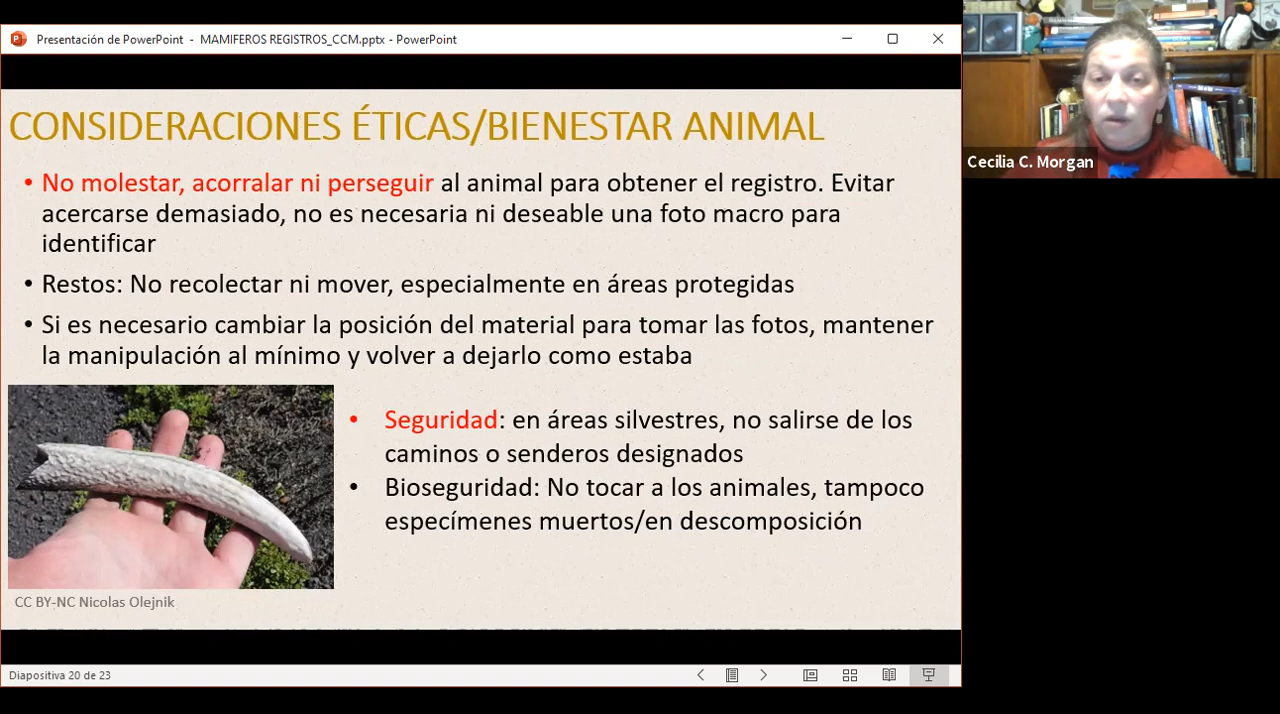 Presentación de PowerPoint - MAMIFEROS REGISTROS_CCM.pptx - PowerPoint
CONSIDERACIONES ÉTICAS/BIENESTAR ANIMAL
• No molestar, acorralar ni perseguir al animal para obtener el registro. Evitar
acercarse demasiado, no es necesaria ni deseable una foto macro para
identificar
• Restos: No recolectar ni mover, especialmente en áreas protegidas
• Si es necesario cambiar la posición del material para tomar las fotos, mantener
la manipulación al mínimo y volver a dejarlo como estaba
• Seguridad: en áreas silvestres, no salirse de los
caminos o senderos designados
• Bioseguridad: No tocar a los animales, tampoco
especímenes muertos/en descomposición
CC BY-NC Nicolas Olejnik
Diapositiva 20 de 23
Cecilia C. Morgan